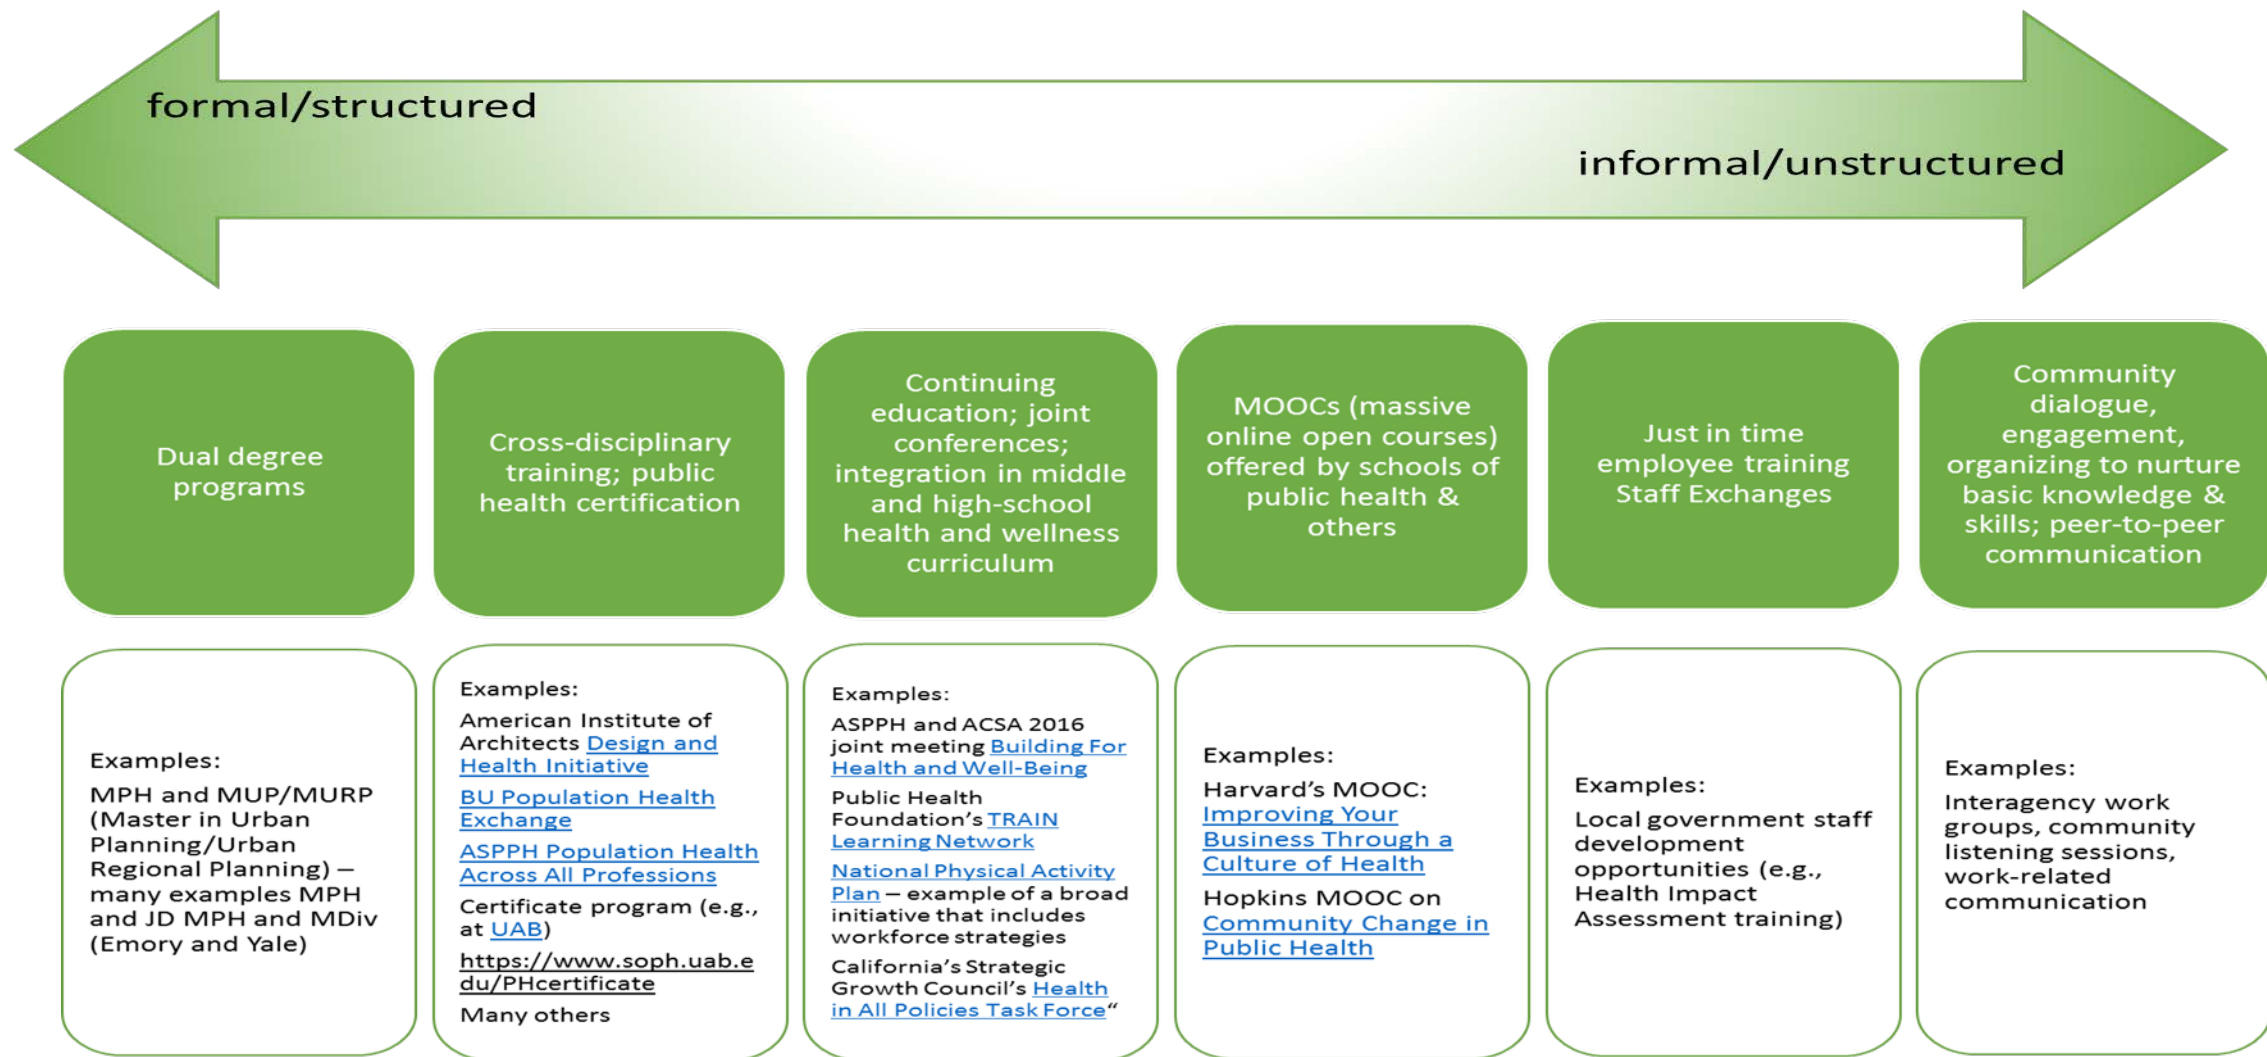 formal/structured
informal/unstructured
Dual degree
programs
Cross-disciplinary
training; public
health certification
Continuing
education; joint
conferences;
integration in middle
and high-school
health and wellness
curriculum
MOOCs (massive
online open courses)
offered by schools of
public health &
others
Just in time
employee training
Staff Exchanges
Community
dialogue,
engagement,
organizing to nurture
basic knowledge &
skills; peer-to-peer
communication
Examples:
MPH and MUP/MURP
(Master in Urban
Planning/Urban
Regional Planning) –
many examples MPH
and JD MPH and MDiv
(Emory and Yale)
Examples:
American Institute of
Architects Design and
Health Initiative
BU Population Health
Exchange
ASPPH Population Health
Across All Professions
Certificate program (e.g.,
at UAB)
https://www.soph.uab.e
du/PHcertificate
Many others
Examples:
ASPPH and ACSA 2016
joint meeting Building For
Health and Well-Being
Public Health
Foundation’s TRAIN
Learning Network
National Physical Activity
Plan – example of a broad
initiative that includes
workforce strategies
California’s Strategic
Growth Council’s Health
in All Policies Task Force“
Examples:
Harvard’s MOOC:
Improving Your
Business Through a
Culture of Health
Hopkins MOOC on
Community Change in
Public Health
Examples:
Local government staff
development
opportunities (e.g.,
Health Impact
Assessment training)
Examples:
Interagency work
groups, community
listening sessions,
work-related
communication